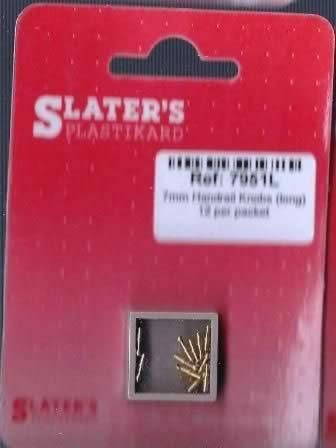 SLATER'S
PLASTIKARD
Ref: 7951L
7mm Handrail Knobs (long)
12 per packet
SLATER'S